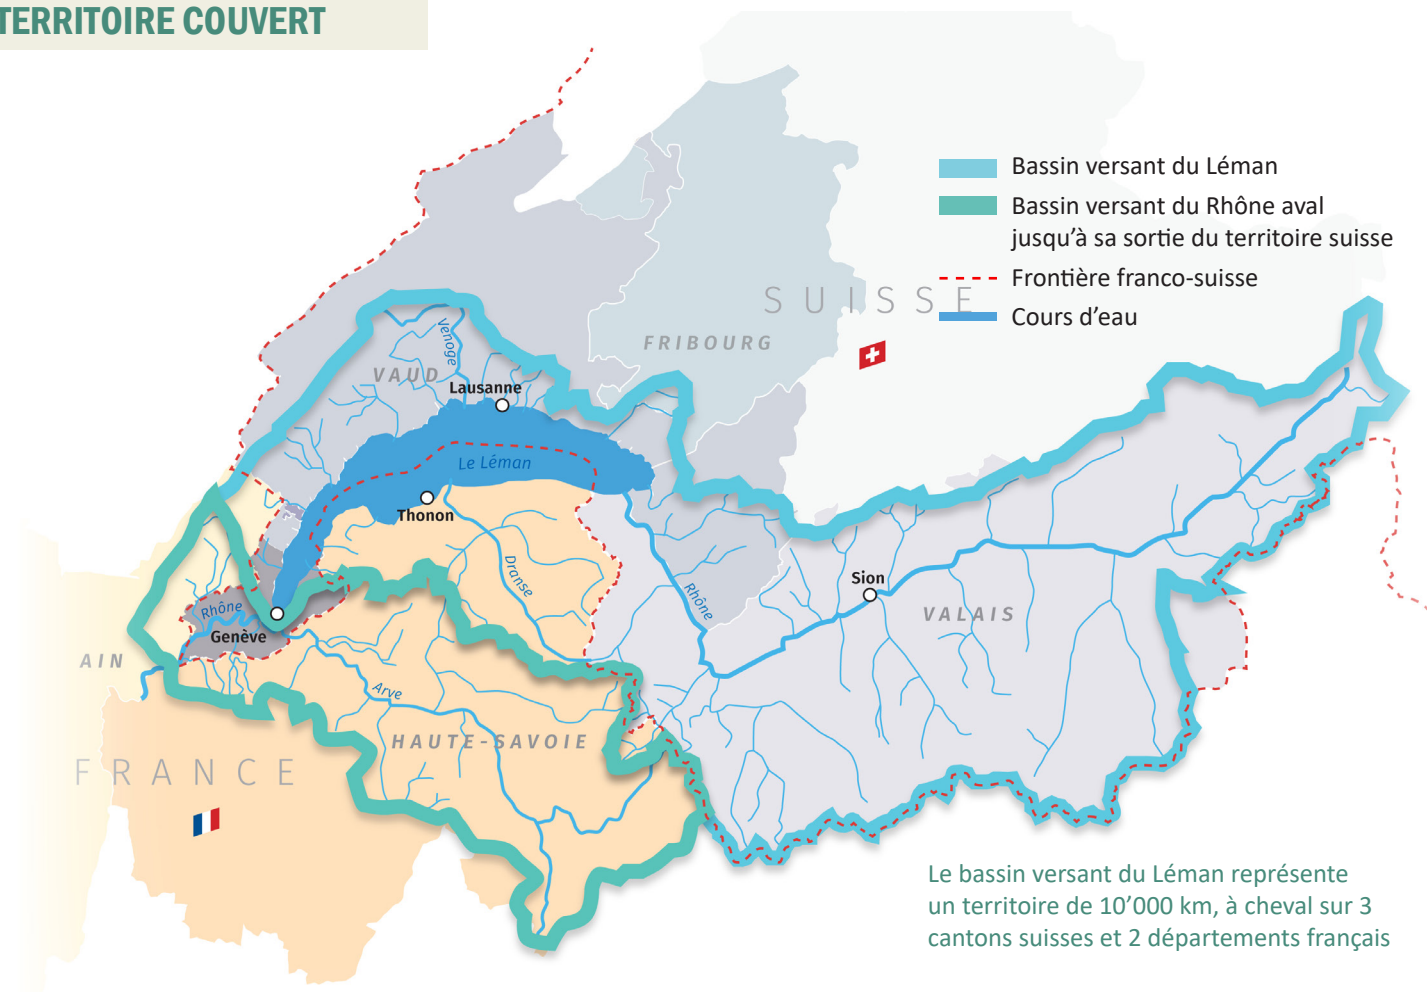 TERRITOIRE COUVERT
Bassin versant du Léman
Bassin versant du Rhône aval
jusqu'à sa sortie du territoire suisse
Frontière franco-suisse
Cours d'eau
SUISSE
FRIBOURG
Venoge
VAUD
Lausanne
Le Léman
Thonon
Dranse
Rhône
Sion
VALAIS
Rhône
Genève
AIN
Arve
HAUTE-SAVOIE
FRANCE
Le bassin versant du Léman représente
un territoire de 10’000 km, à cheval sur 3
cantons suisses et 2 départements français